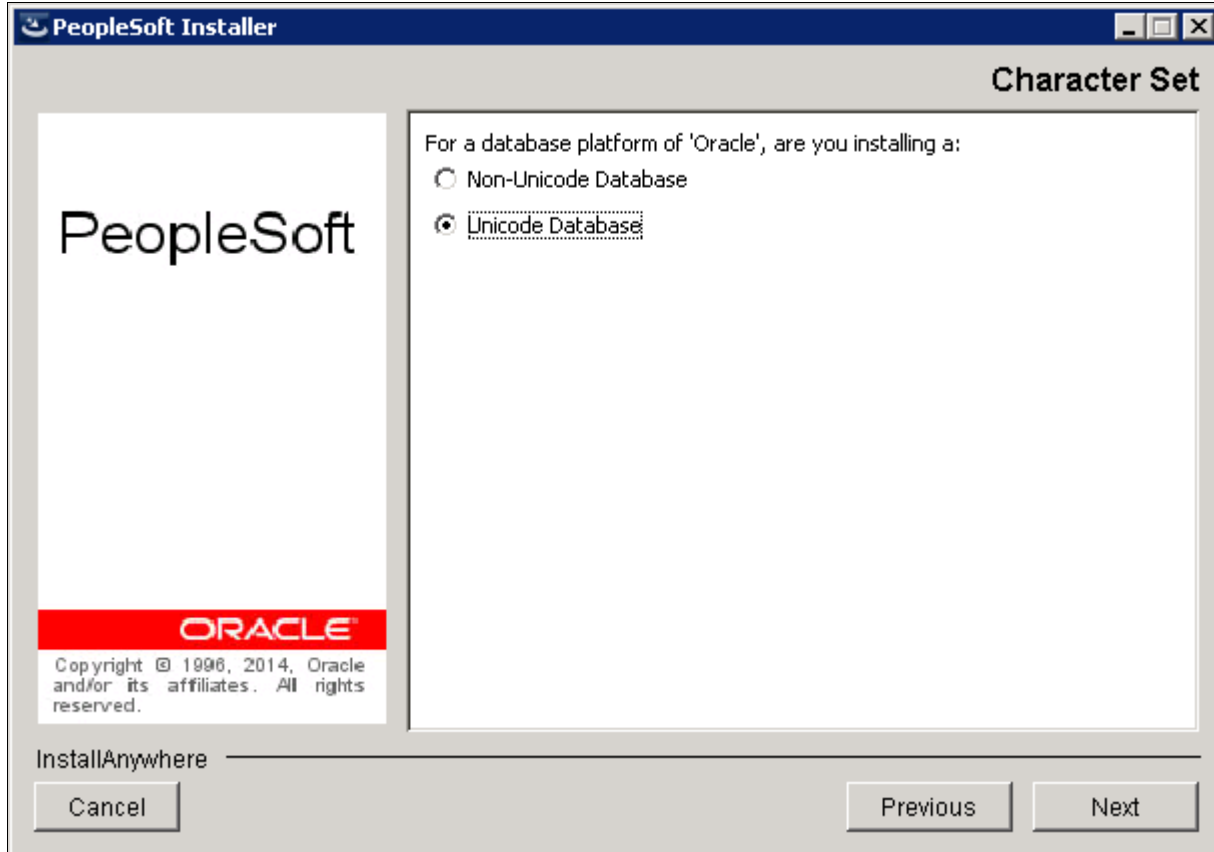 PeopleSoft Installer
Character Set
For a database platform of 'Oracle', are you installing a:
Non-Unicode Database
Unicode Database
PeopleSoft
ORACLE
Copyright © 1996, 2014, Oracle
and/or its affiliates. All rights
reserved.
InstallAnywhere
Cancel
Previous
Next